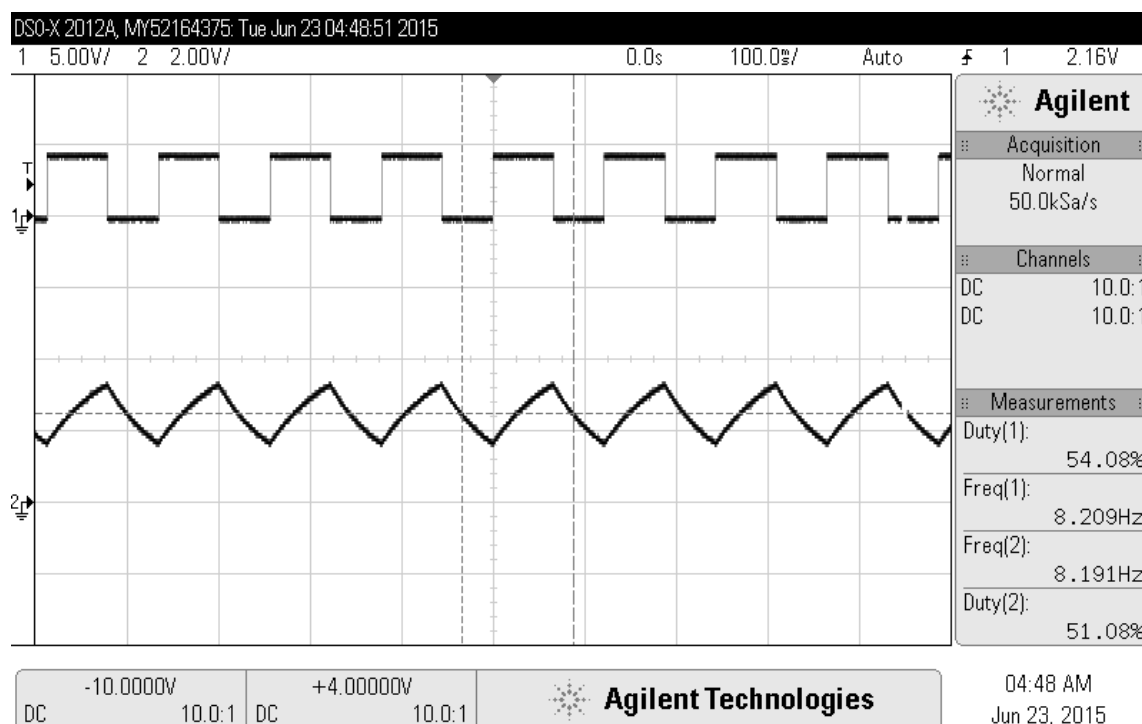 DSO-X 2012A, MY52164375: Tue Jun 23 04:48:51 2015
1 5.00V/ 2 2.00V/ 0.0s 100.0ms/ Auto 1 2.16V
Agilent
Acquisition
Normal
50.0kSa/s
Channels
DC 10.0:1
DC 10.0:1
Measurements
Duty(1):
54.08%
Freq(1):
8.209Hz
Freq(2):
8.191Hz
Duty(2):
51.08%
T
1
2
-10.0000V +4.00000V
DC 10.0:1 DC 10.0:1
Agilent Technologies
04:48 AM
Jun 23, 2015